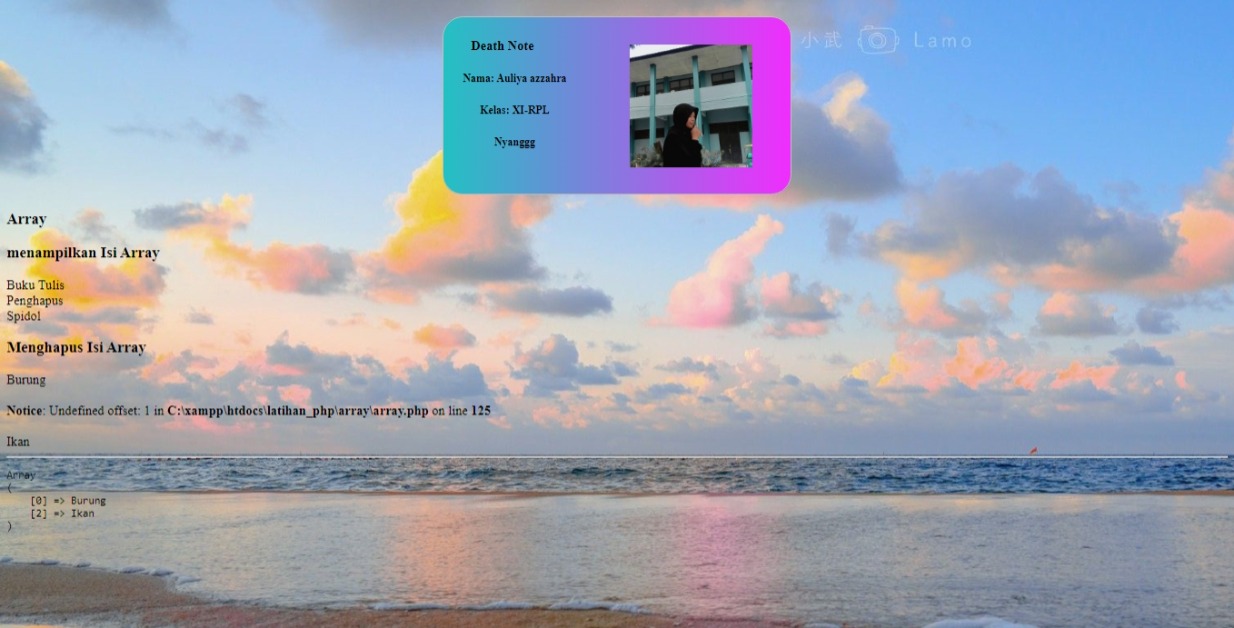 小武 Lamo
Death Note
Nama: Auliya azzahra
Kelas: XI-RPL
Nyanggg
Array
menampilkan Isi Array
Buku Tulis
Penghapus
Spidol
Menghapus Isi Array
Burung
Notice: Undefined offset: 1 in C:\xampp\htdocs\latihan_php\array\array.php on line 125
Ikan
Array
(
    [0] => Burung
    [2] => Ikan
)